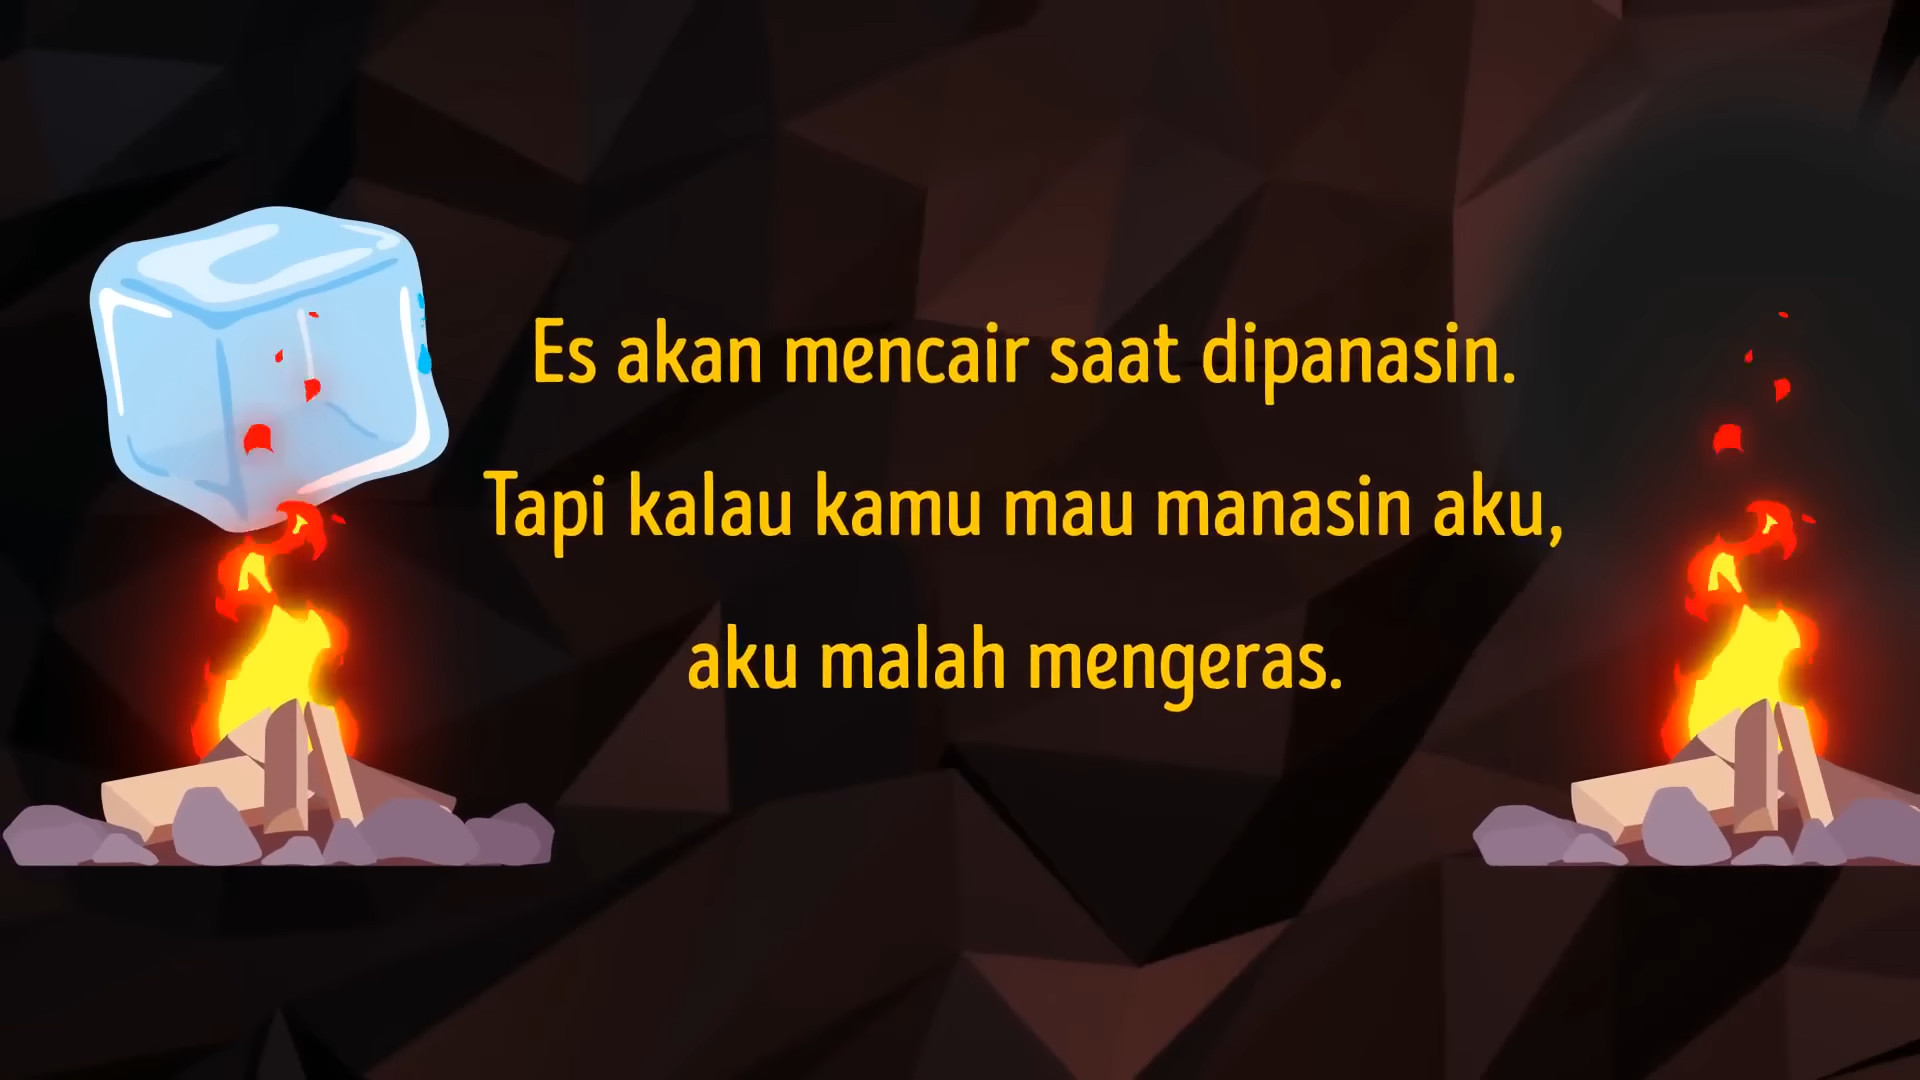 Es akan mencair saat dipanasin.
Tapi kalau kamu mau manasin aku,
aku malah mengeras.